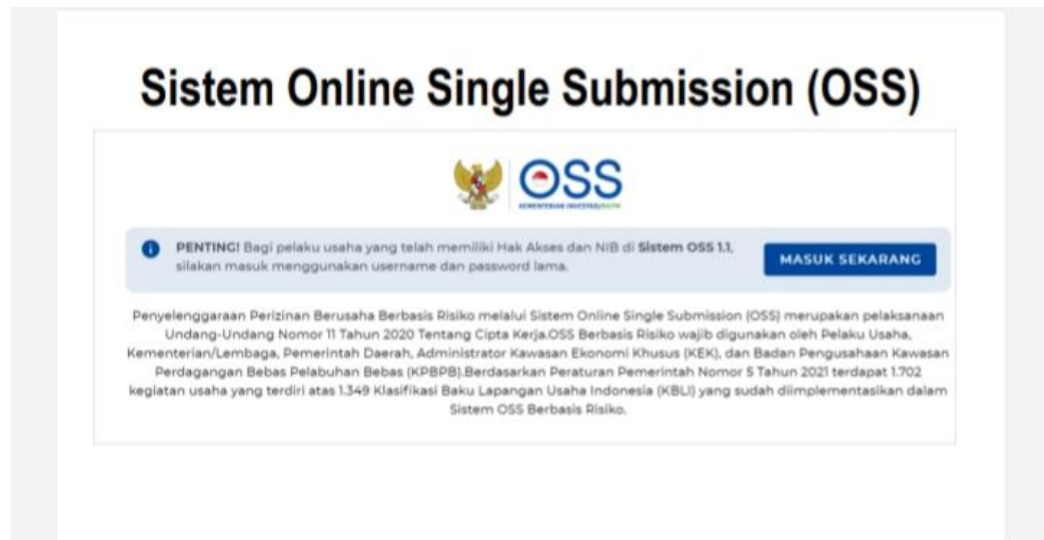 Sistem Online Single Submission (OSS)
OSS
KEMENTERIAN INVESTASI/BKPM
PENTING! Bagi pelaku usaha yang telah memiliki Hak Akses dan NIB di Sistem OSS 1.1,
silakan masuk menggunakan username dan password lama.
MASUK SEKARANG
Penyelenggaraan Perizinan Berusaha Berbasis Risiko melalui Sistem Online Single Submission (OSS) merupakan pelaksanaan
Undang-Undang Nomor 11 Tahun 2020 Tentang Cipta Kerja.OSS Berbasis Risiko wajib digunakan oleh Pelaku Usaha,
Kementerian/Lembaga, Pemerintah Daerah, Administrator Kawasan Ekonomi Khusus (KEK), dan Badan Pengusahaan Kawasan
Perdagangan Bebas Pelabuhan Bebas (KPBPB).Berdasarkan Peraturan Pemerintah Nomor 5 Tahun 2021 terdapat 1.702
kegiatan usaha yang terdiri atas 1.349 Klasifikasi Baku Lapangan Usaha Indonesia (KBLI) yang sudah diimplementasikan dalam
Sistem OSS Berbasis Risiko.